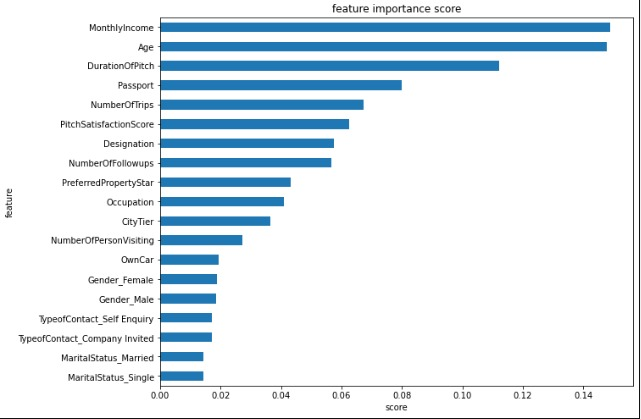 feature importance score
MonthlyIncome
Age
DurationOfPitch
Passport
NumberOfTrips
PitchSatisfactionScore
Designation
NumberOfFollowups
PreferredPropertyStar
Occupation
CityTier
NumberOfPersonVisiting
OwnCar
Gender_Female
Gender_Male
TypeofContact_Self Enquiry
TypeofContact_Company Invited
MaritalStatus_Married
MaritalStatus_Single
feature
0.00 0.02 0.04 0.06 0.08 0.10 0.12 0.14
score